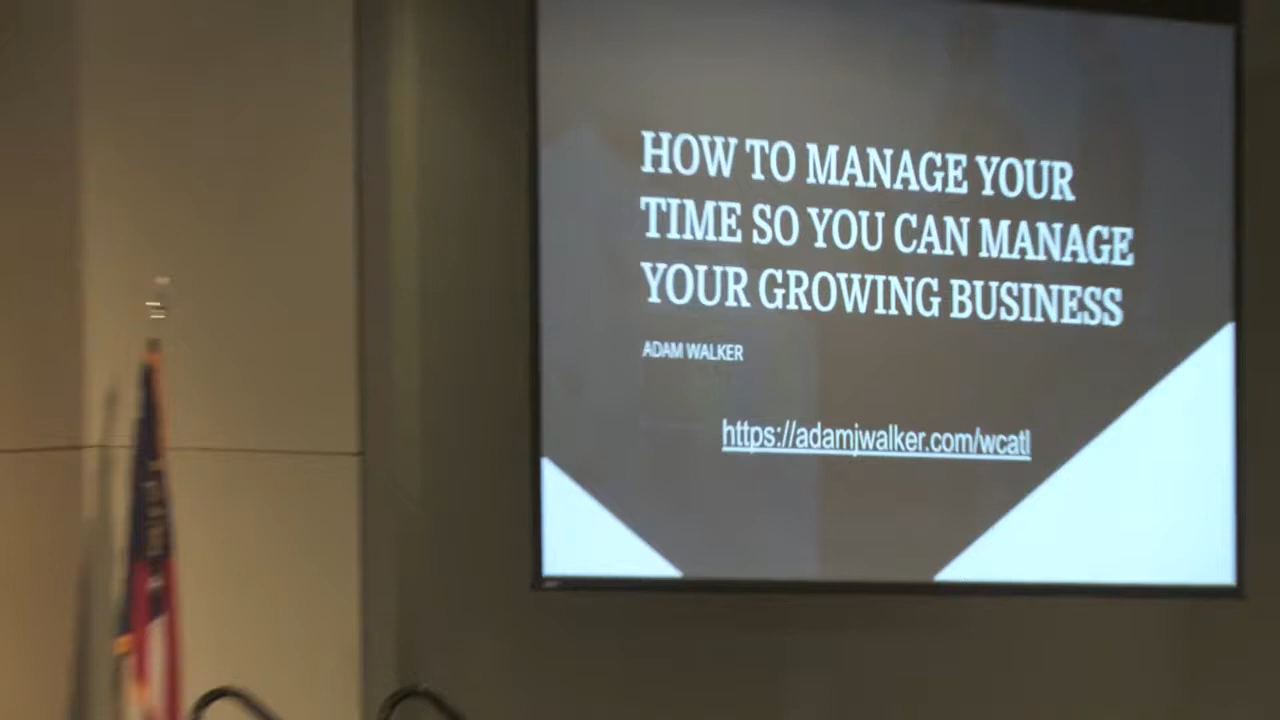 HOW TO MANAGE YOUR
TIME SO YOU CAN MANAGE
YOUR GROWING BUSINESS
ADAM WALKER
https://adamjwalker.com/wcatl